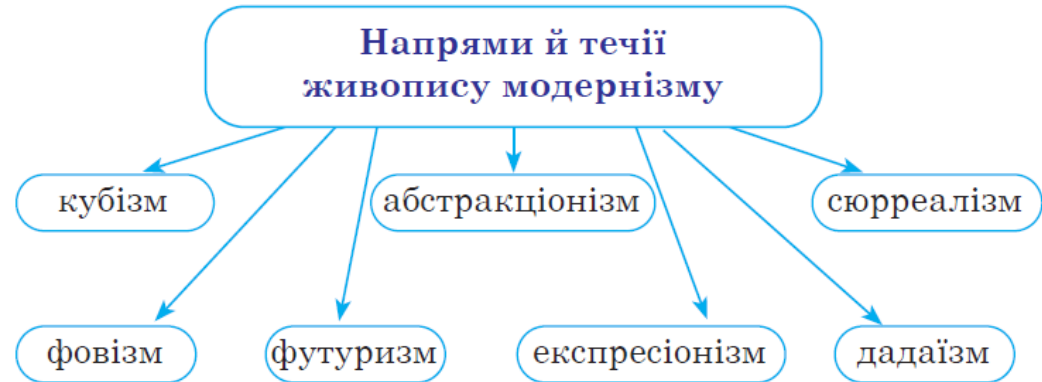 Напрями й течії
живопису модернізму
кубізм
абстракціонізм
сюрреалізм
фовізм
футуризм
експресіонізм
дадаїзм